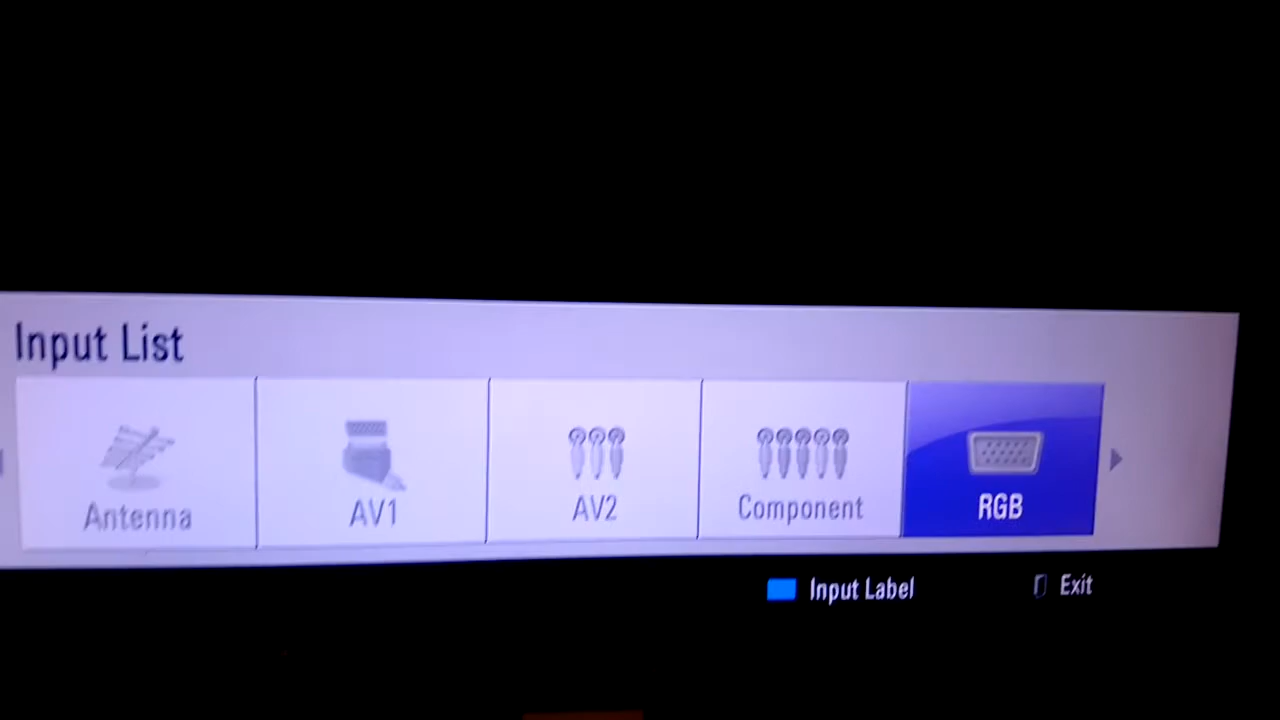 Input List
Antenna
AV1
AV2
Component
RGB
Input Label
Exit